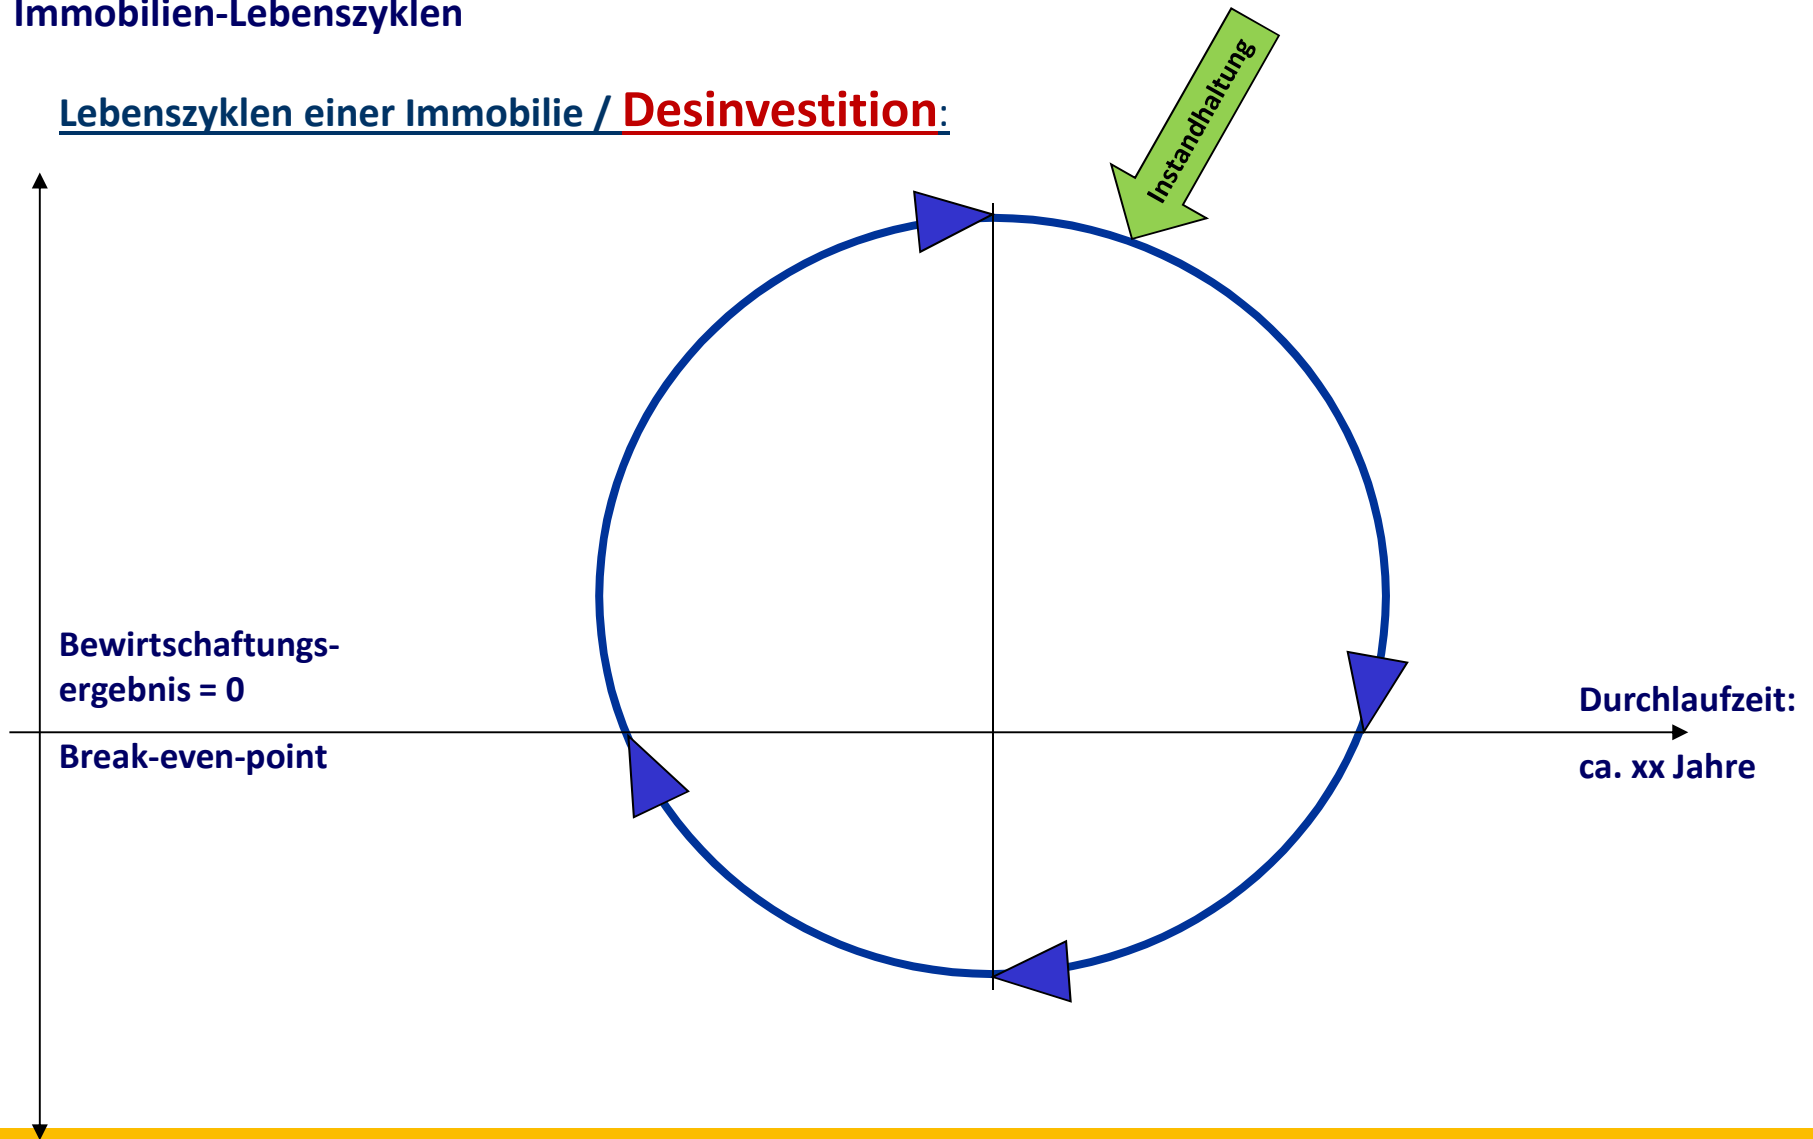 Immobilien-Lebenszyklen
Lebenszyklen einer Immobilie / Desinvestition:
Instandhaltung
Bewirtschaftungs-
ergebnis = 0
Break-even-point
Durchlaufzeit:
ca. xx Jahre